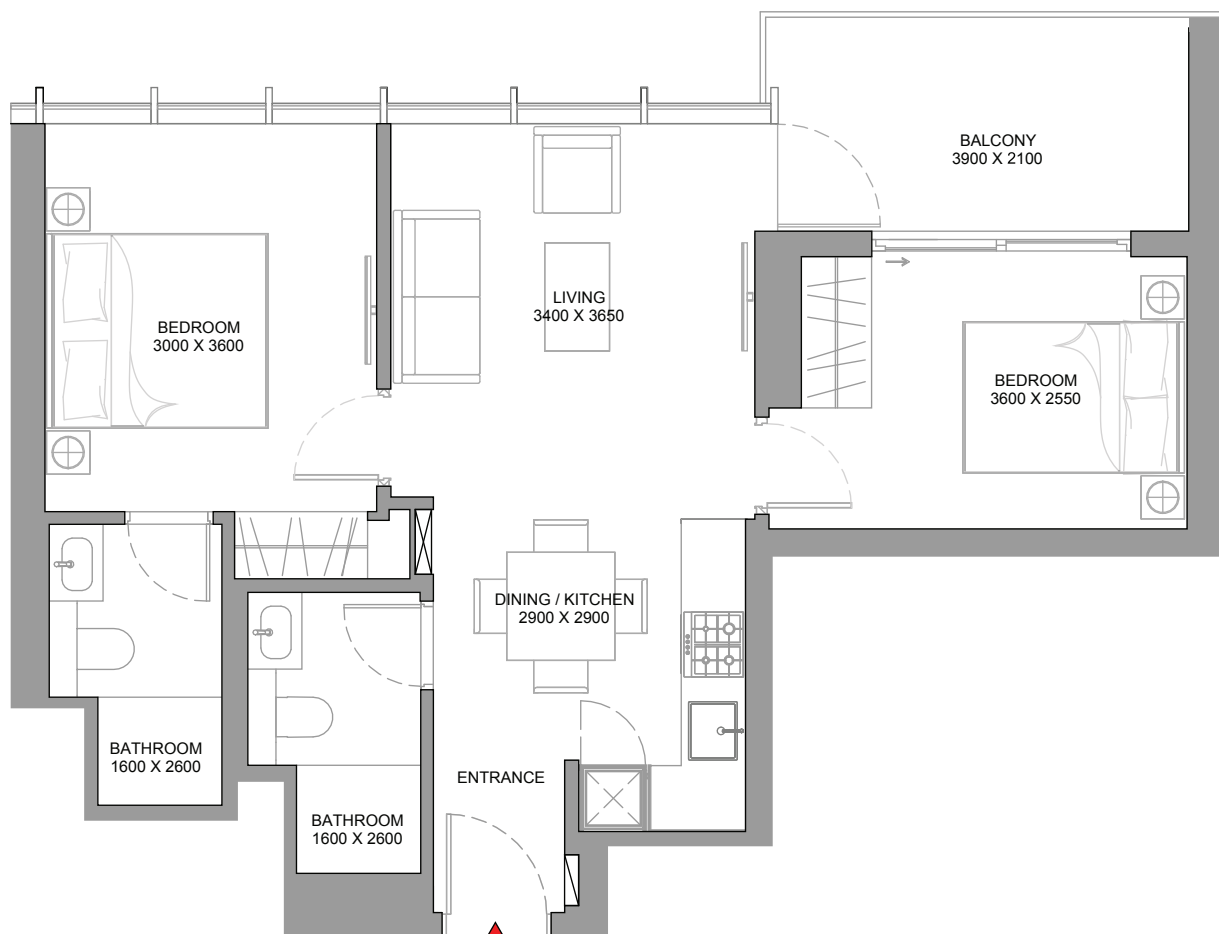 BALCONY
3900 X 2100
LIVING
3400 X 3650
BEDROOM
3000 X 3600
BEDROOM
3600 X 2550
DINING / KITCHEN
2900 X 2900
BATHROOM
1600 X 2600
ENTRANCE
BATHROOM
1600 X 2600